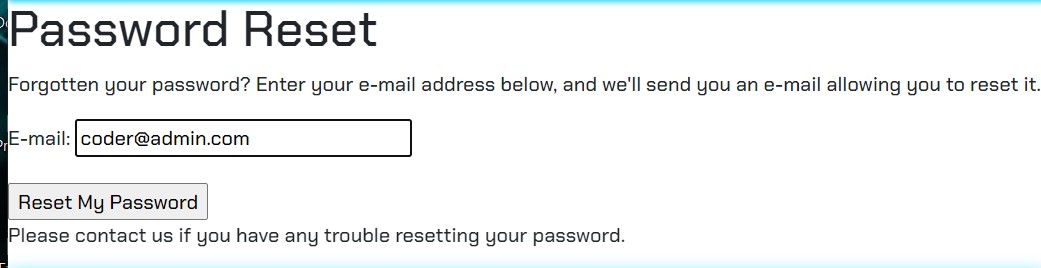 Password Reset
Forgotten your password? Enter your e-mail address below, and we'll send you an e-mail allowing you to reset it.
E-mail: coder@admin.com
Reset My Password
Please contact us if you have any trouble resetting your password.